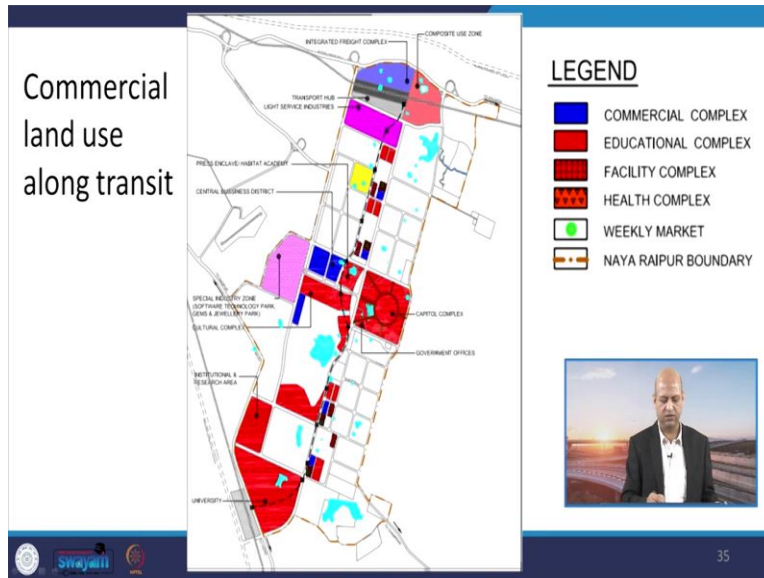 Commercial
land use
along transit
COMPOSITE USE ZONE
INTEGRATED FREIGHT COMPLEX
TRANSPORT HUB
LIGHT SERVICE INDUSTRIES
PRESS ENCLAVE/ HABITAT ACADEMY
CENTRAL BUSSINESS DISTRICT
SPECIAL INDUSTRY ZONE
(SOFTWARE TECHNOLOGY PARK,
GEMS & JEWELLERY PARK)
CULTURAL COMPLEX
CAPITOL COMPLEX
GOVERNMENT OFFICES
INSTITUTIONAL &
RESEARCH AREA
UNIVERSITY
LEGEND
COMMERCIAL COMPLEX
EDUCATIONAL COMPLEX
FACILITY COMPLEX
HEALTH COMPLEX
WEEKLY MARKET
NAYA RAIPUR BOUNDARY
swayam
NPTEL
35